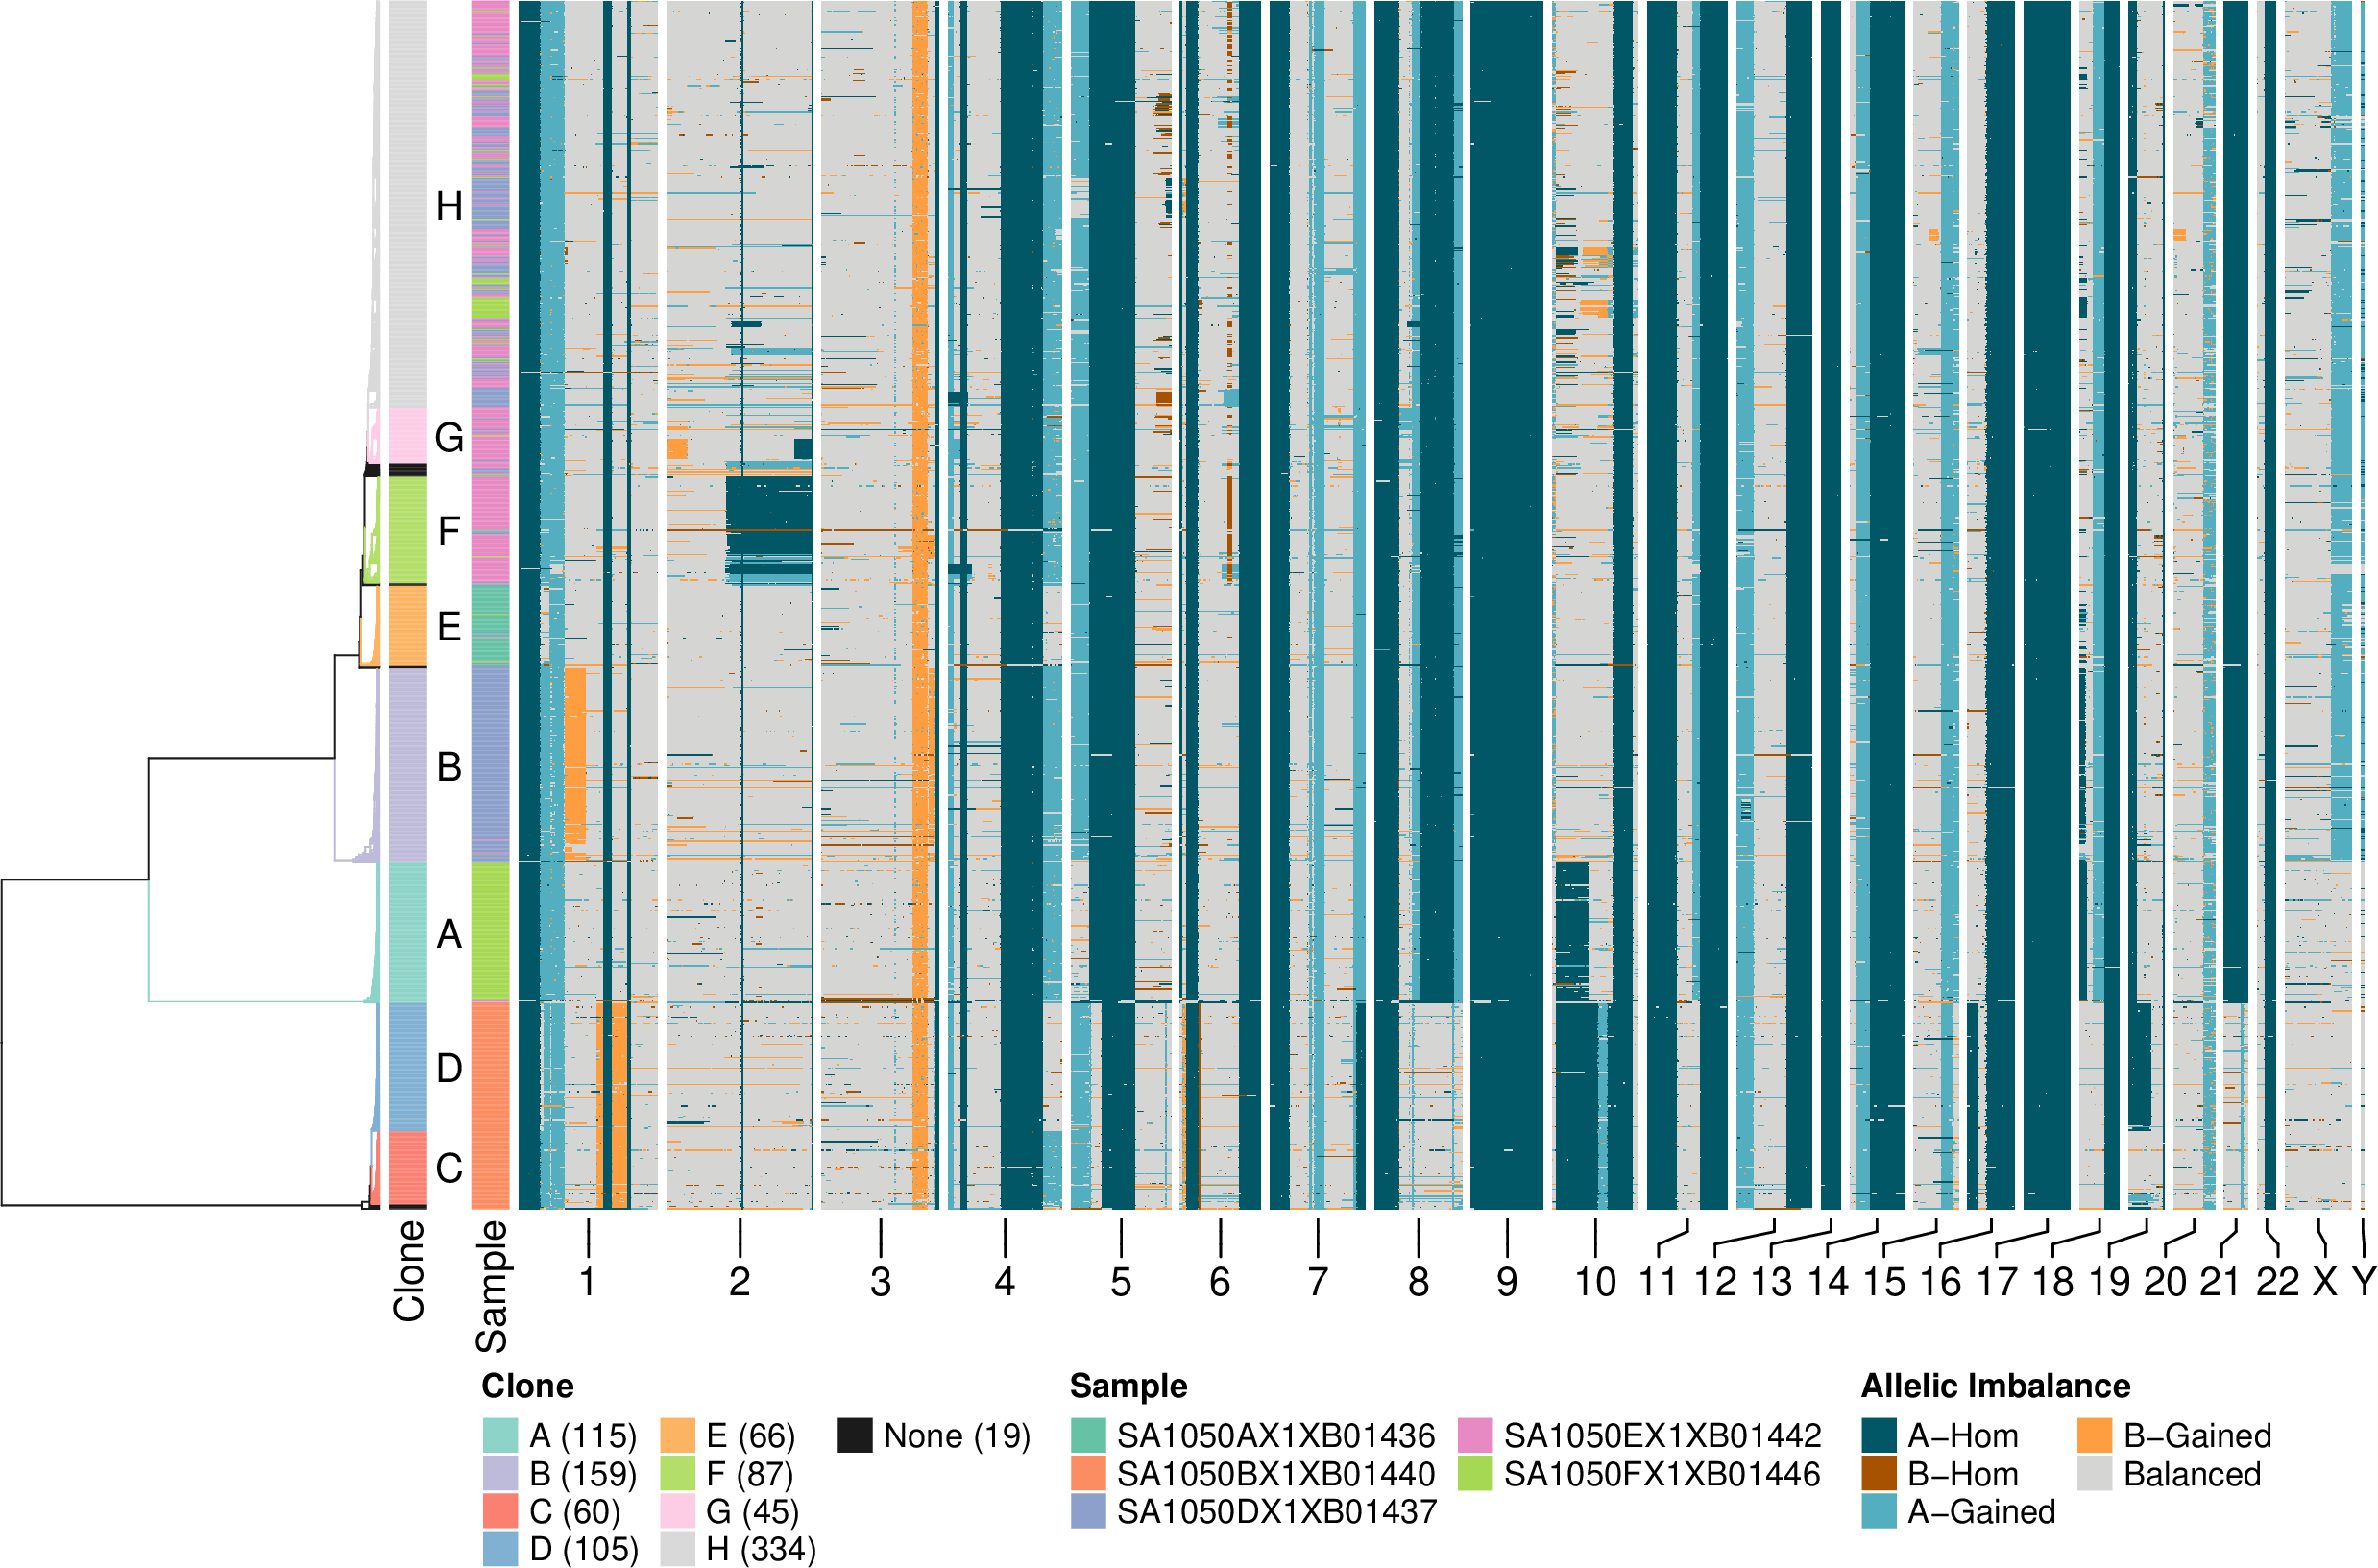 H
G
F
E
B
A
D
C
Clone
Sample
1 2 3 4 5 6 7 8 9 10 11 12 13 14 15 16 17 18 19 20 21 22 X Y
Clone
A (115)
B (159)
C (60)
D (105)
E (66)
F (87)
G (45)
H (334)
None (19)
Sample
SA1050AX1XB01436
SA1050BX1XB01440
SA1050DX1XB01437
SA1050EX1XB01442
SA1050FX1XB01446
Allelic Imbalance
A−Hom
B−Hom
A−Gained
B−Gained
Balanced